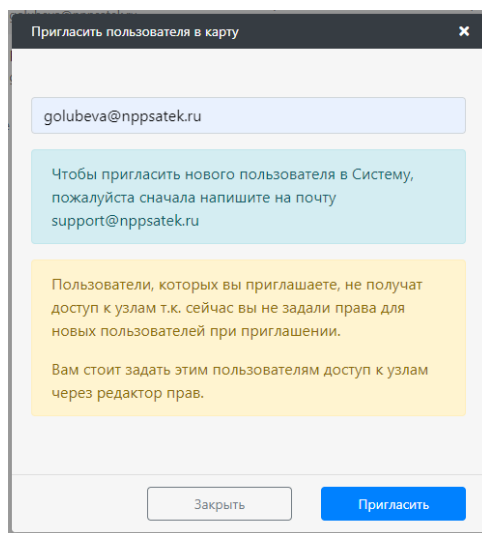 Пригласить пользователя в карту
golubeva@nppsatek.ru
Чтобы пригласить нового пользователя в Систему,
пожалуйста сначала напишите на почту
support@nppsatek.ru
Пользователи, которых вы приглашаете, не получат
доступ к узлам т.к. сейчас вы не задали права для
новых пользователей при приглашении.
Вам стоит задать этим пользователям доступ к узлам
через редактор прав.
Закрыть
Пригласить